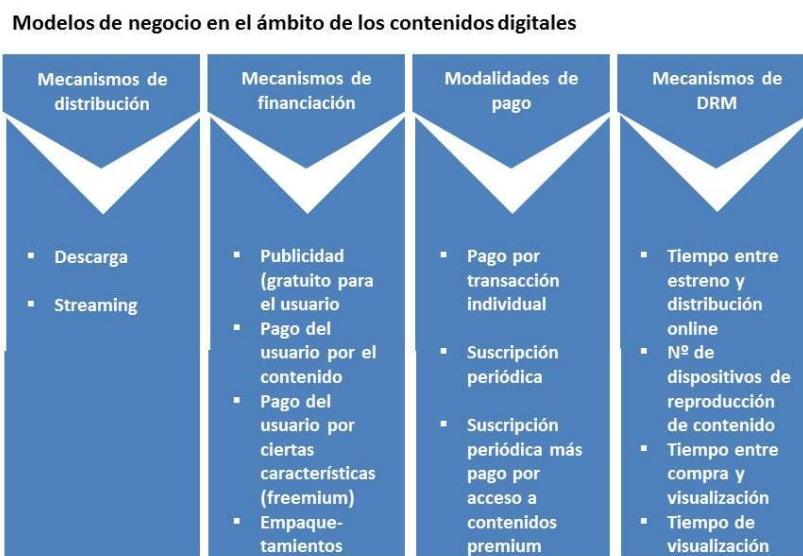 Modelos de negocio en el ámbito de los contenidos digitales
Mecanismos de
distribución
▪ Descarga
▪ Streaming
Mecanismos de
financiación
▪ Publicidad
(gratuito para
el usuario
▪ Pago del
usuario por el
contenido
▪ Pago del
usuario por
ciertas
características
(freemium)
▪ Empaque-
tamientos
Modalidades de
pago
▪ Pago por
transacción
individual
▪ Suscripción
periódica
▪ Suscripción
periódica más
pago por
acceso a
contenidos
premium
Mecanismos de
DRM
▪ Tiempo entre
estreno y
distribución
online
▪ Nº de
dispositivos de
reproducción
de contenido
▪ Tiempo entre
compra y
visualización
▪ Tiempo de
visualización